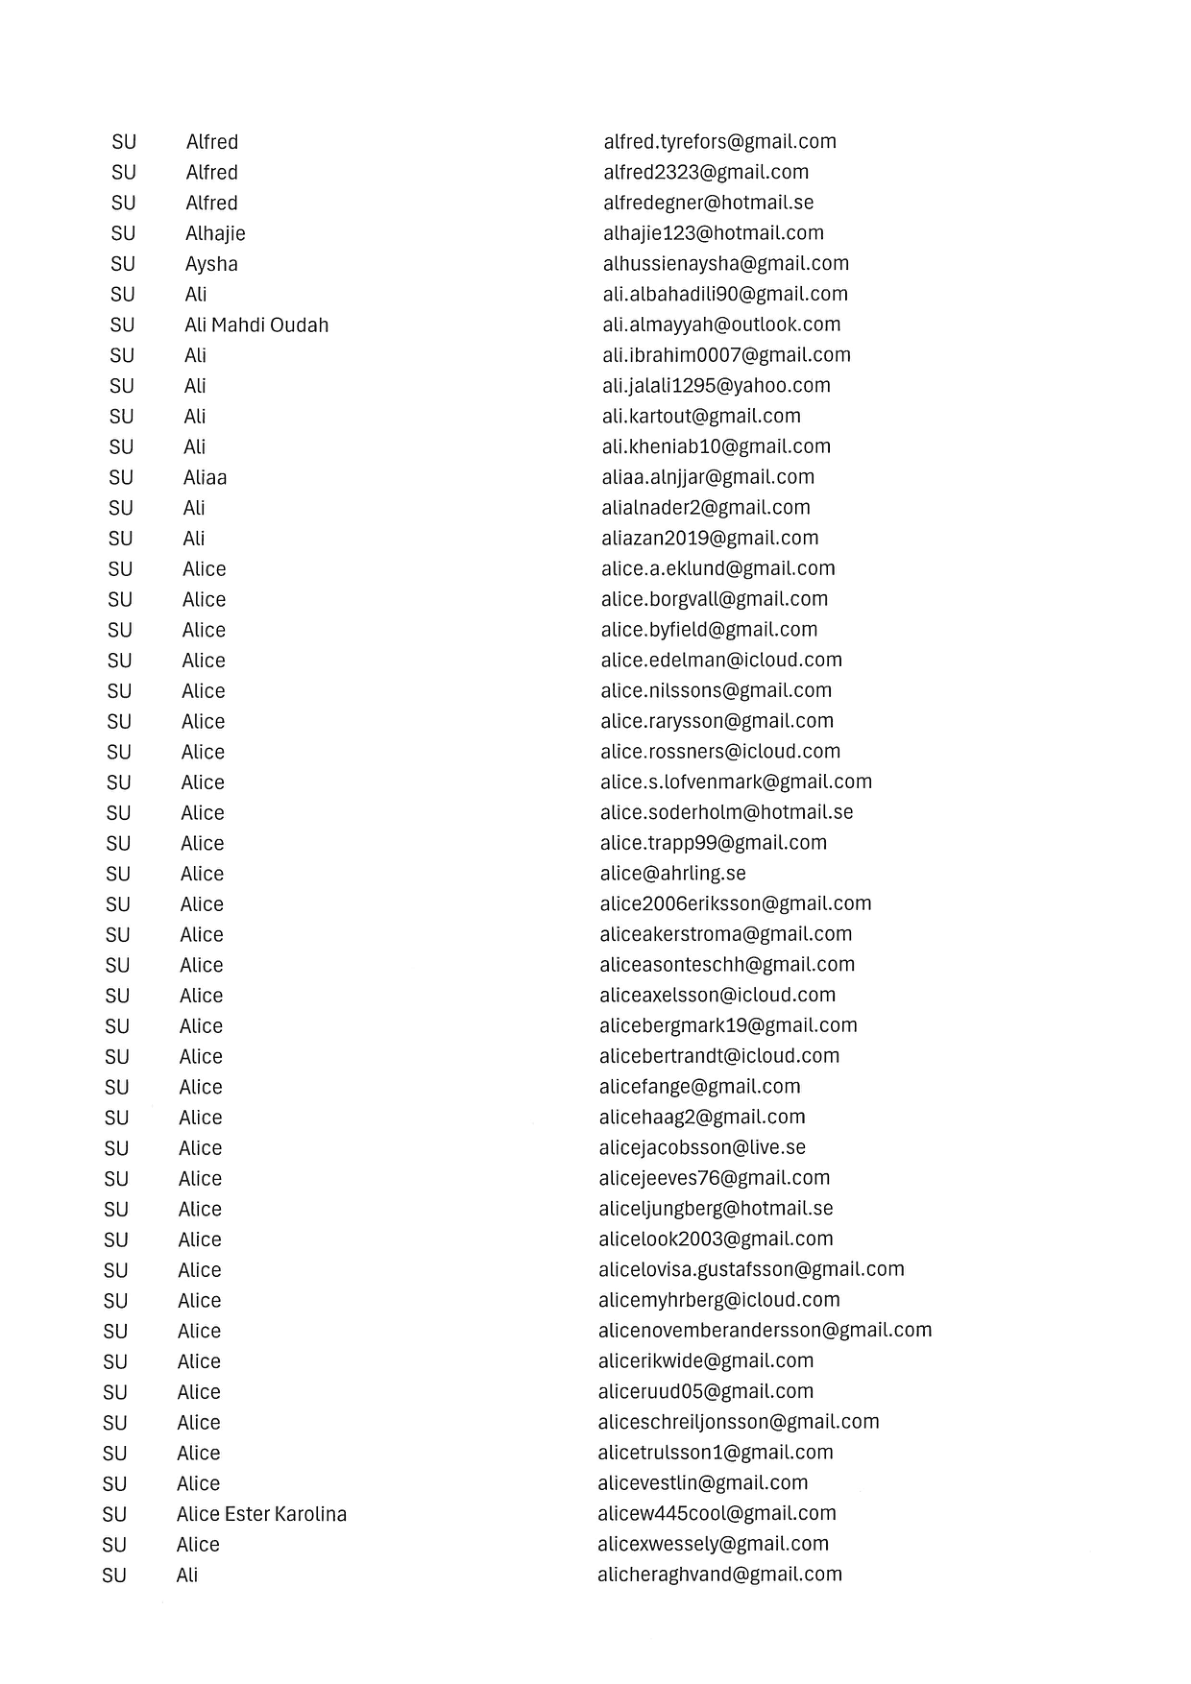 SU Alfred alfred.tyrefors@gmail.com
SU Alfred alfred2323@gmail.com
SU Alfred alfredegner@hotmail.se
SU Alhajie alhajie123@hotmail.com
SU Aysha alhussienaysha@gmail.com
SU Ali ali.albahadili90@gmail.com
SU Ali Mahdi Oudah ali.almayyah@outlook.com
SU Ali ali.ibrahim0007@gmail.com
SU Ali ali.jalali1295@yahoo.com
SU Ali ali.kartout@gmail.com
SU Ali ali.kheniab10@gmail.com
SU Aliaa aliaa.alnjjar@gmail.com
SU Ali alialnader2@gmail.com
SU Ali aliazan2019@gmail.com
SU Alice alice.a.eklund@gmail.com
SU Alice alice.borgvall@gmail.com
SU Alice alice.byfield@gmail.com
SU Alice alice.edelman@icloud.com
SU Alice alice.nilssons@gmail.com
SU Alice alice.rarysson@gmail.com
SU Alice alice.rossners@icloud.com
SU Alice alice.s.lofvenmark@gmail.com
SU Alice alice.soderholm@hotmail.se
SU Alice alice.trapp99@gmail.com
SU Alice alice@ahrling.se
SU Alice alice2006eriksson@gmail.com
SU Alice aliceakerstroma@gmail.com
SU Alice aliceasonteschh@gmail.com
SU Alice aliceaxelsson@icloud.com
SU Alice alicebergmark19@gmail.com
SU Alice alicebertrandt@icloud.com
SU Alice alicefange@gmail.com
SU Alice alicehaag2@gmail.com
SU Alice alicejacobsson@live.se
SU Alice alicejeeves76@gmail.com
SU Alice aliceljungberg@hotmail.se
SU Alice alicelook2003@gmail.com
SU Alice alicelovisa.gustafsson@gmail.com
SU Alice alicemyhrberg@icloud.com
SU Alice alicenovemberandersson@gmail.com
SU Alice alicerikwide@gmail.com
SU Alice aliceruud05@gmail.com
SU Alice aliceschreiljonsson@gmail.com
SU Alice alicetrulsson1@gmail.com
SU Alice alicevestlin@gmail.com
SU Alice Ester Karolina alicew445cool@gmail.com
SU Alice alicexwessely@gmail.com
SU Ali alicheraghvand@gmail.com